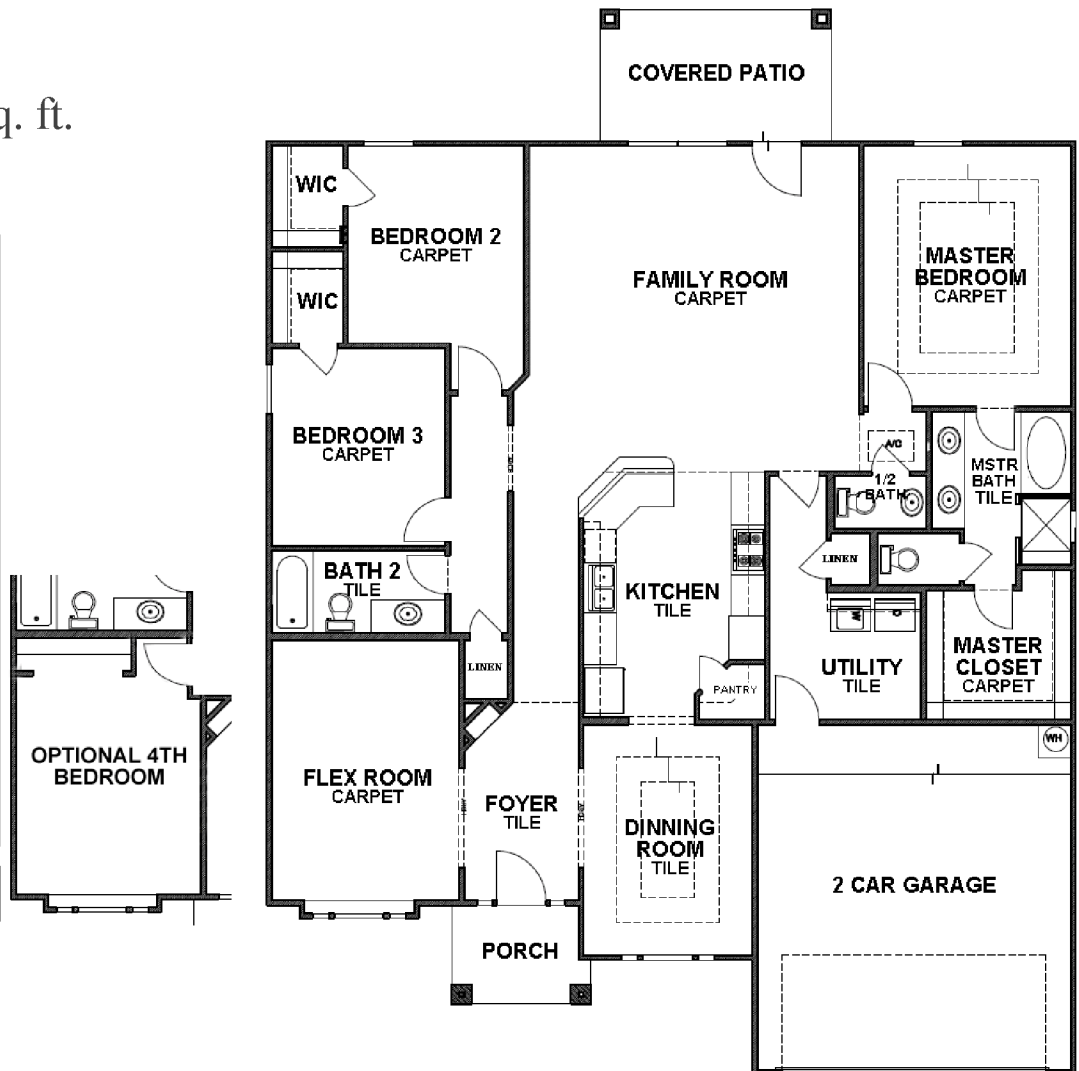 q. ft.
COVERED PATIO
WIC
BEDROOM 2
CARPET
WIC
FAMILY ROOM
CARPET
MASTER
BEDROOM
CARPET
BEDROOM 3
CARPET
A/C
1/2
BATH
MSTR
BATH
TILE
BATH 2
TILE
KITCHEN
TILE
LINEN
W
D
LINEN
PANTRY
UTILITY
TILE
MASTER
CLOSET
CARPET
OPTIONAL 4TH
BEDROOM
FLEX ROOM
CARPET
FOYER
TILE
DINNING
ROOM
TILE
WH
2 CAR GARAGE
PORCH